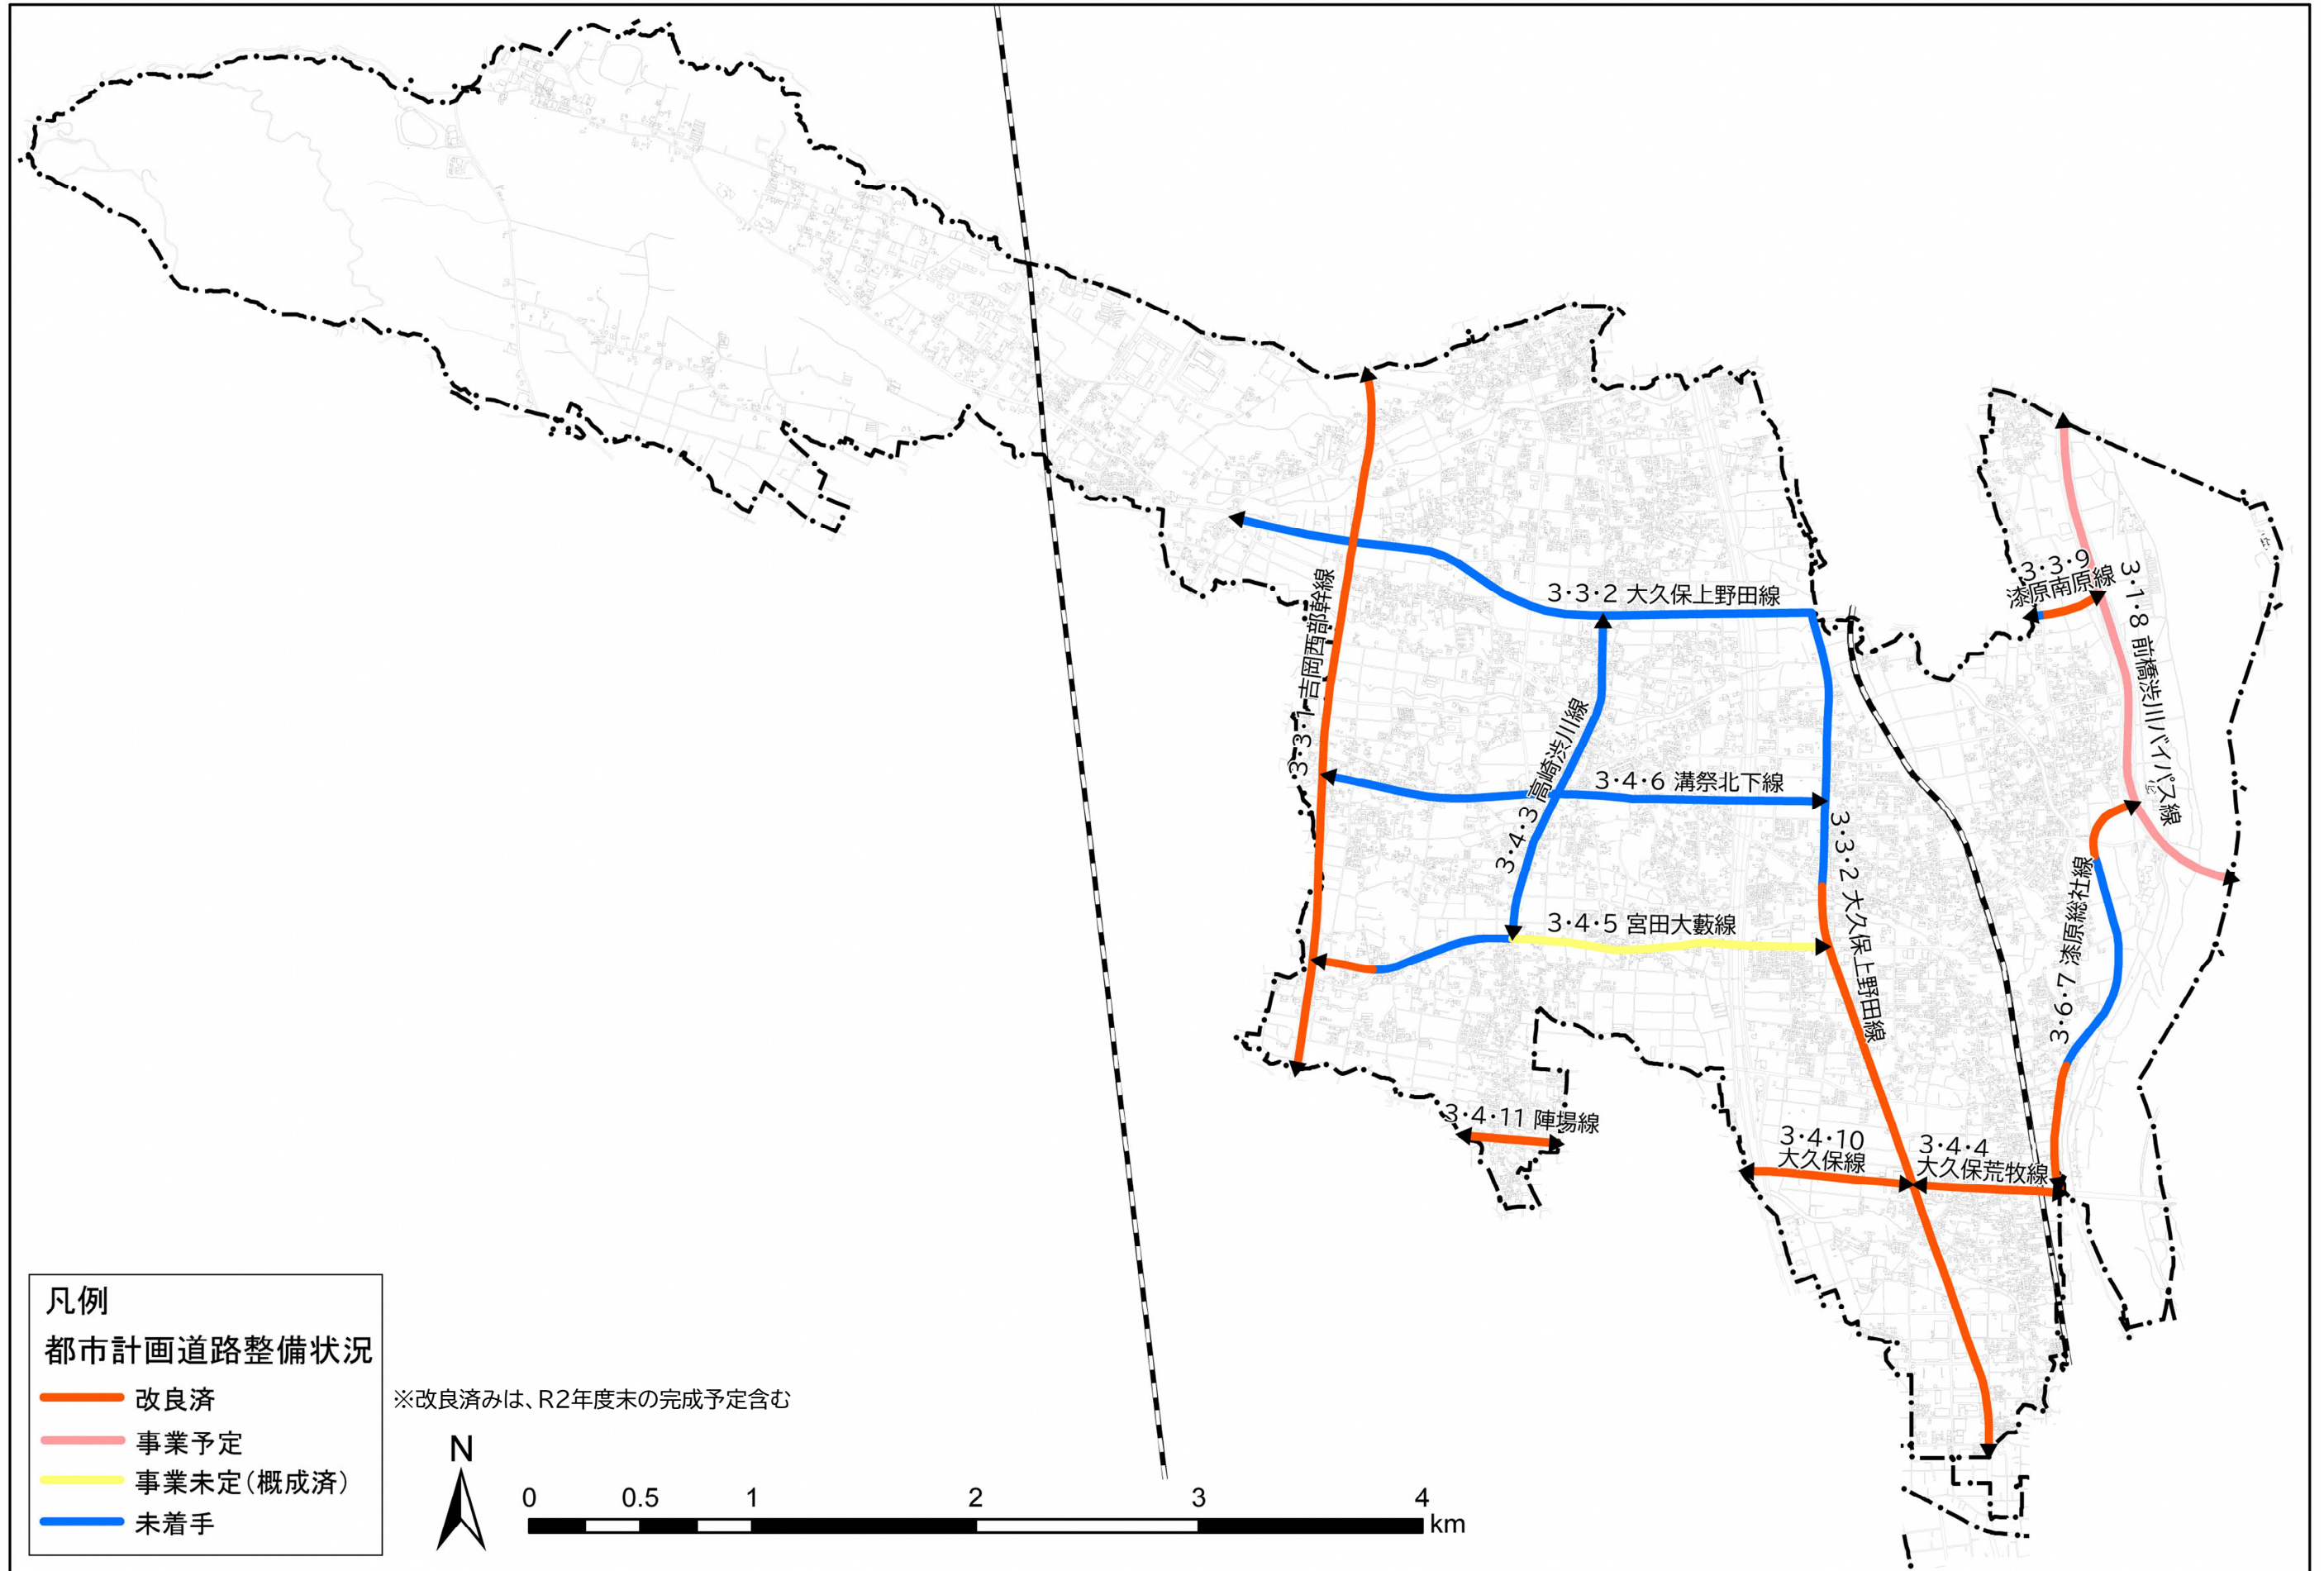 3・3・9
漆原南原線
3・1・8 前橋渋川バイパス線
3・3・2 大久保上野田線
3・3・1 吉岡西部幹線
3・4・3 高崎渋川線
3・4・6 溝祭北下線
3・3・2 大久保上野田線
3・4・5 宮田大藪線
3・6・7 漆原総社線
3・4・11 陣場線
3・4・10
大久保線
3・4・4
大久保荒牧線
凡例
都市計画道路整備状況
改良済
事業予定
事業未定(概成済)
未着手
※改良済みは、R2年度末の完成予定含む
N
0 0.5 1 2 3 4
km